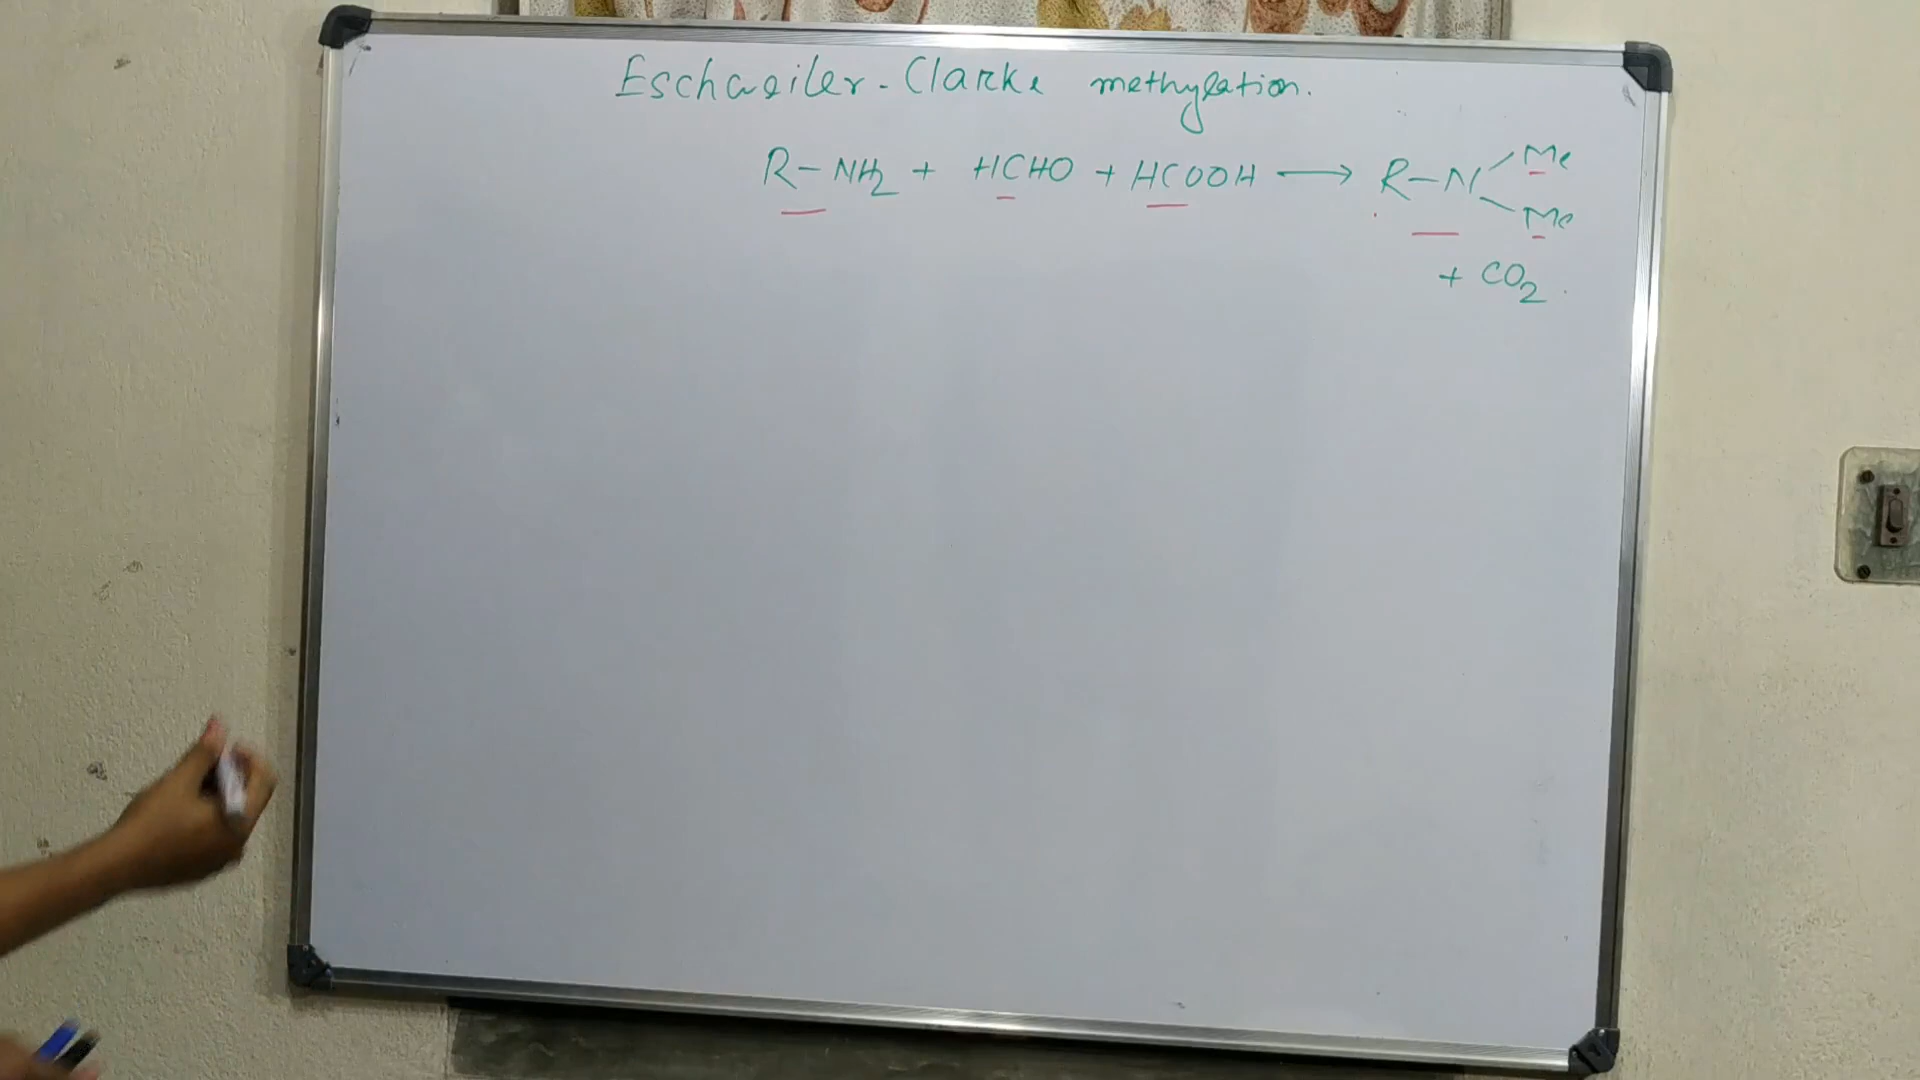 Eschweiler-Clarke methylation.
R-NH2 + HCHO + HCOOH ⟶ R-N
Me
Me
+ CO2